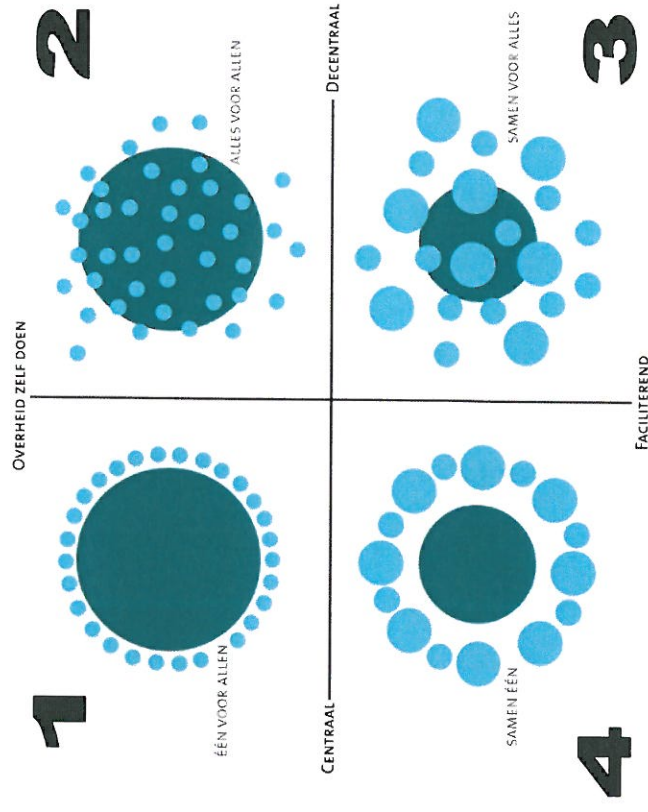 OVERHEID ZELF DOEN
1
2
ÉÉN VOOR ALLEN
ALLES VOOR ALLEN
CENTRAAL
DECENTRAAL
SAMEN ÉÉN
SAMEN VOOR ALLES
4
3
FACILITEREND